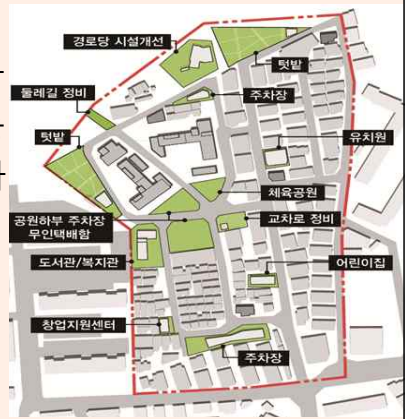 경로당 시설개선
텃밭
둘레길 정비
주차장
텃밭
유치원
체육공원
공원하부 주차장
무인택배함
교차로 정비
도서관/복지관
어린이집
창업지원센터
주차장